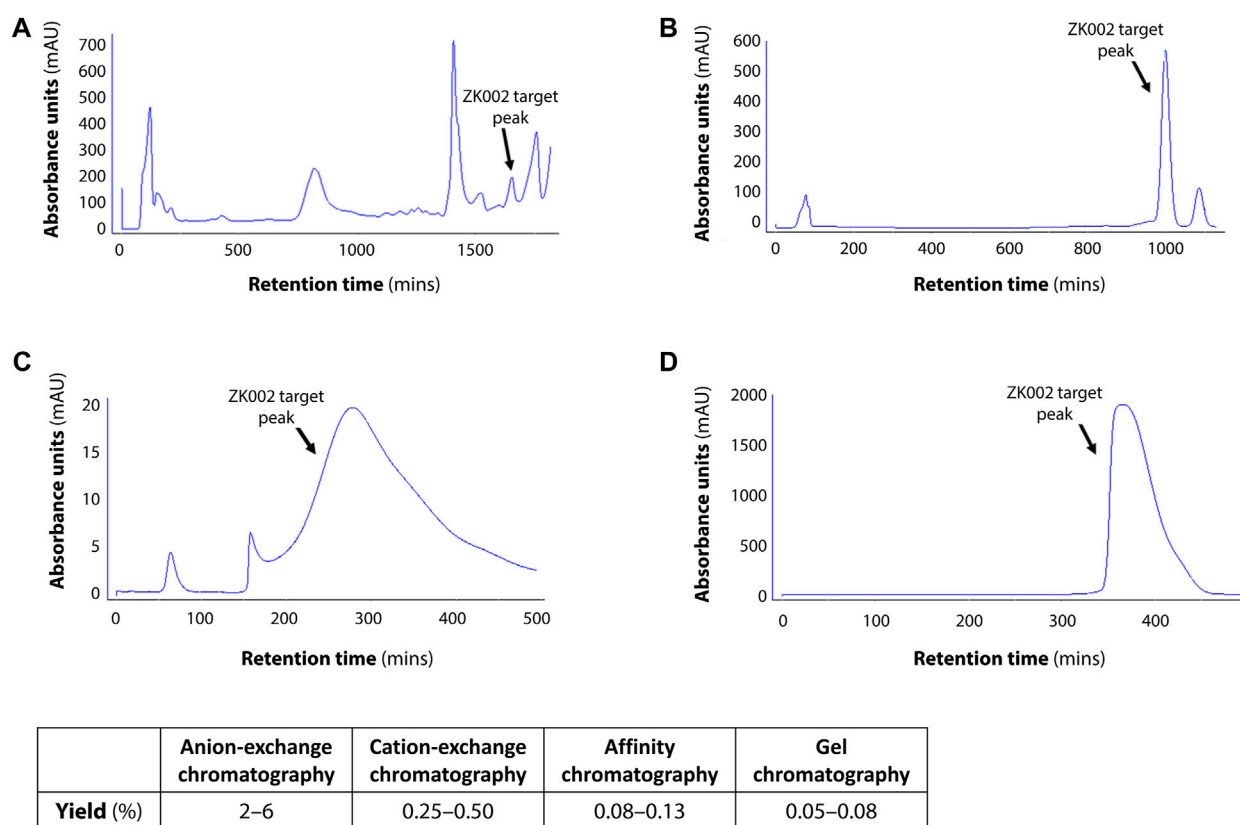 A
Absorbance units (mAU)
700
600
500
400
300
200
100
0
ZK002 target
peak
0 500 1000 1500
Retention time (mins)
B
Absorbance units (mAU)
600
500
400
300
200
100
0
ZK002 target
peak
0 200 400 600 800 1000
Retention time (mins)
C
Absorbance units (mAU)
20
15
10
5
0
ZK002 target
peak
0 100 200 300 400 500
Retention time (mins)
D
Absorbance units (mAU)
2000
1500
1000
500
0
ZK002 target
peak
0 100 200 300 400
Retention time (mins)
Anion-exchange chromatography Cation-exchange chromatography Affinity chromatography Gel chromatography
Yield (%) 2–6 0.25–0.50 0.08–0.13 0.05–0.08